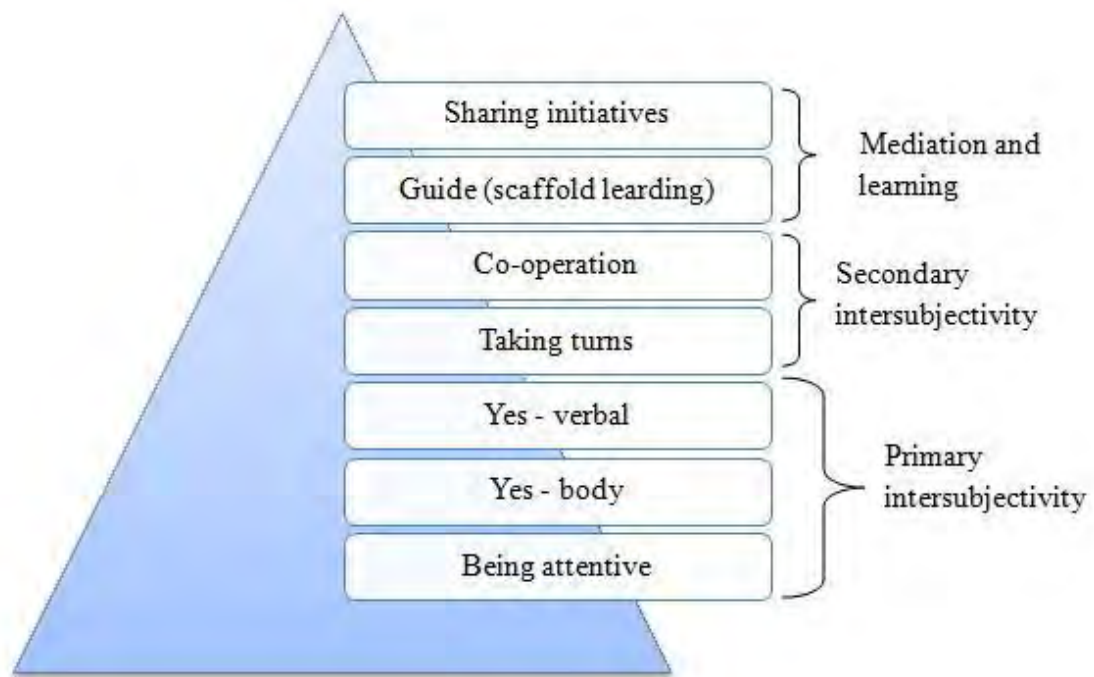 Sharing initiatives
Guide (scaffold learding)
Mediation and
learning
Co-operation
Taking turns
Secondary
intersubjectivity
Yes - verbal
Yes - body
Being attentive
Primary
intersubjectivity